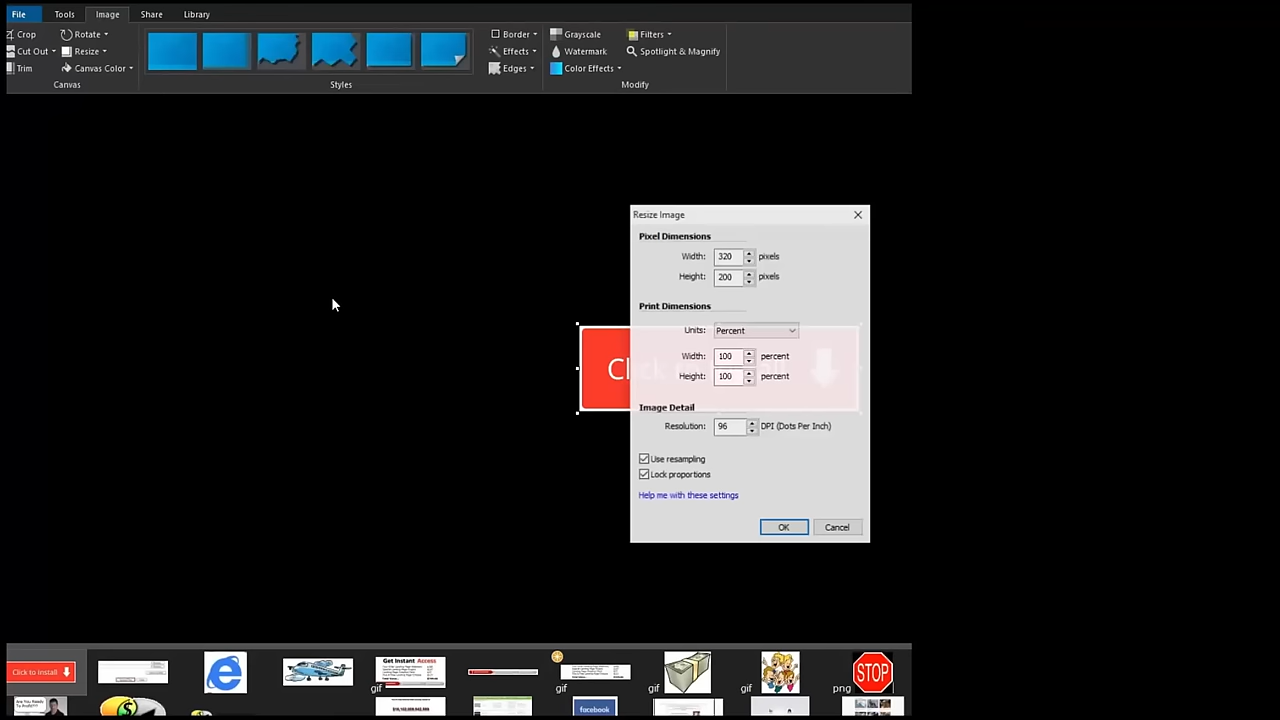 File Tools Image Share Library
Crop Rotate Border Grayscale Filters
Cut Out Resize Effects Watermark Spotlight & Magnify
Trim Canvas Color Edges Color Effects
Canvas Styles Modify
Resize Image
Pixel Dimensions
Width: 320 pixels
Height: 200 pixels
Print Dimensions
Units: Percent
Width: 100 percent
Height: 100 percent
Image Detail
Resolution: 96 DPI (Dots Per Inch)
Use resampling
Lock proportions
Help me with these settings
OK Cancel
Click to Install
Get Instant Access
STOP
gif gif gif png
facebook